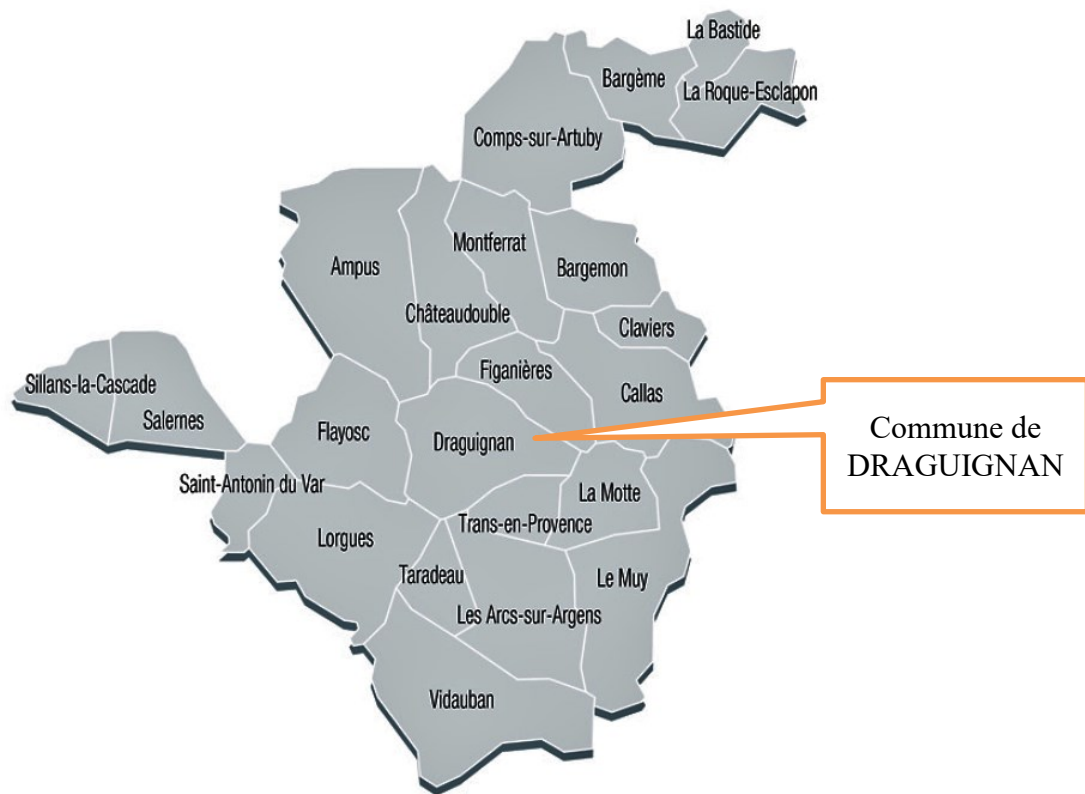 La Bastide
Bargème
La Roque-Esclapon
Comps-sur-Artuby
Montferrat
Ampus
Bargemon
Châteaudouble
Claviers
Figanières
Sillans-la-Cascade
Callas
Salernes
Flayosc
Draguignan
Commune de
DRAGUIGNAN
Saint-Antonin du Var
La Motte
Trans-en-Provence
Lorgues
Taradeau
Le Muy
Les Arcs-sur-Argens
Vidauban